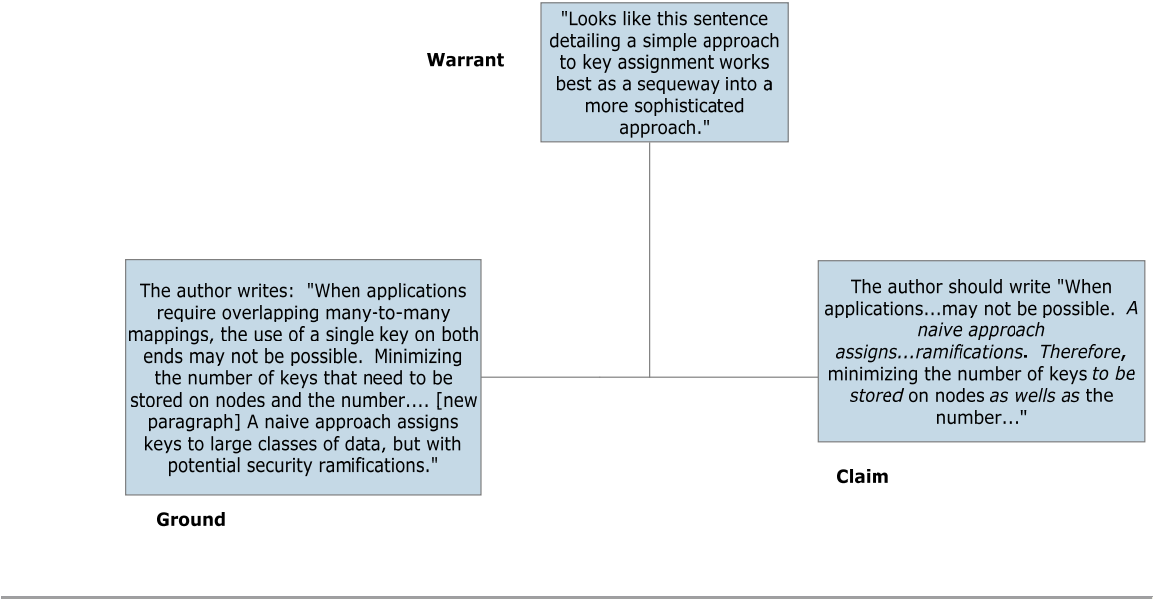 "Looks like this sentence
detailing a simple approach
to key assignment works
best as a sequeway into a
more sophisticated
approach."
Warrant
The author writes:  "When applications
require overlapping many-to-many
mappings, the use of a single key on both
ends may not be possible.  Minimizing
the number of keys that need to be
stored on nodes and the number.... [new
paragraph] A naive approach assigns
keys to large classes of data, but with
potential security ramifications."
Ground
The author should write "When
applications...may not be possible.  A
naive approach
assigns...ramifications.  Therefore,
minimizing the number of keys to be
stored on nodes as wells as the
number..."
Claim